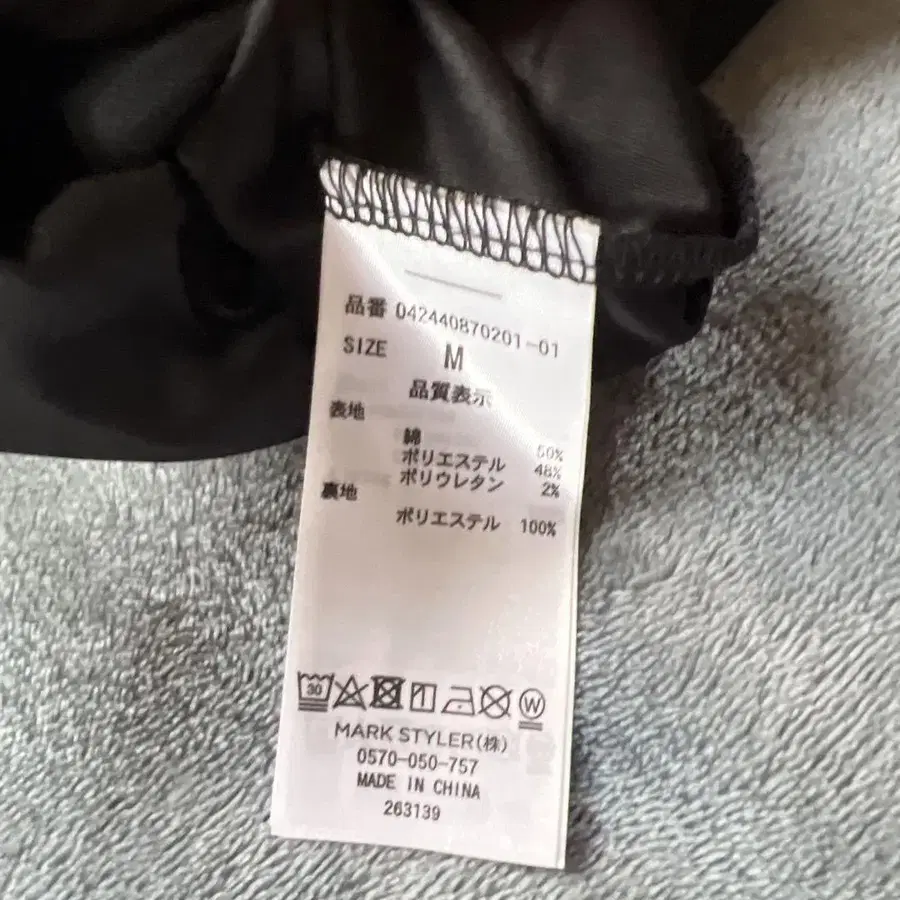 品番 042440870201-01
SIZE M
品質表示
表地
綿 50%
ポリエステル 48%
ポリウレタン 2%
裏地
ポリエステル 100%
30 W
MARK STYLER(株)
0570-050-757
MADE IN CHINA
263139